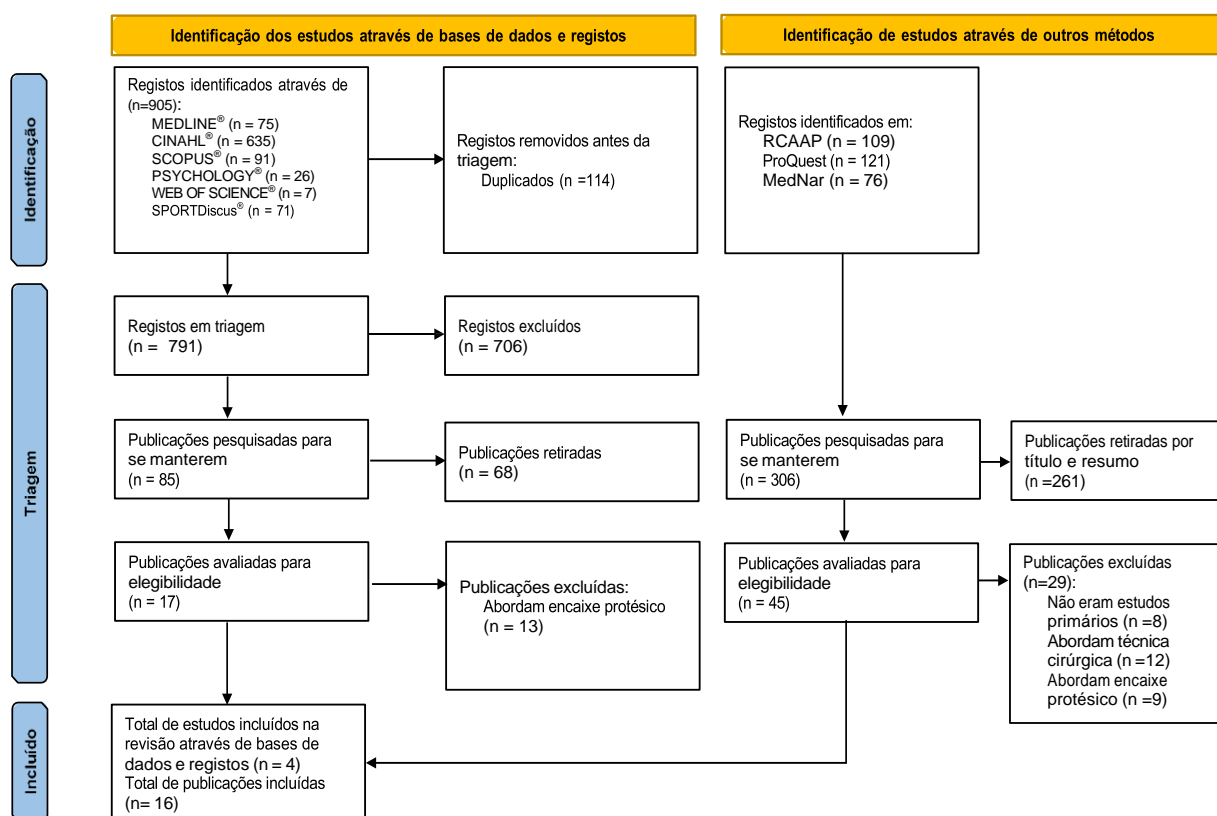 Identificação dos estudos através de bases de dados e registos
Identificação de estudos através de outros métodos
Identificação
Registos identificados através de
(n=905):
MEDLINE® (n = 75)
CINAHL® (n = 635)
SCOPUS® (n = 91)
PSYCHOLOGY® (n = 26)
WEB OF SCIENCE® (n = 7)
SPORTDiscus® (n = 71)
Registos removidos antes da
triagem:
Duplicados (n =114)
Registos identificados em:
RCAAP (n = 109)
ProQuest (n = 121)
MedNar (n = 76)
Triagem
Registos em triagem
(n = 791)
Registos excluídos
(n = 706)
Publicações pesquisadas para
se manterem
(n = 85)
Publicações retiradas
(n = 68)
Publicações pesquisadas para
se manterem
(n = 306)
Publicações retiradas por
título e resumo
(n =261)
Publicações avaliadas para
elegibilidade
(n = 17)
Publicações excluídas:
Abordam encaixe protésico
(n = 13)
Publicações avaliadas para
elegibilidade
(n = 45)
Publicações excluídas
(n=29):
Não eram estudos
primários (n =8)
Abordam técnica
cirúrgica (n =12)
Abordam encaixe
protésico (n =9)
Incluído
Total de estudos incluídos na
revisão através de bases de
dados e registos (n = 4)
Total de publicações incluídas
(n= 16)